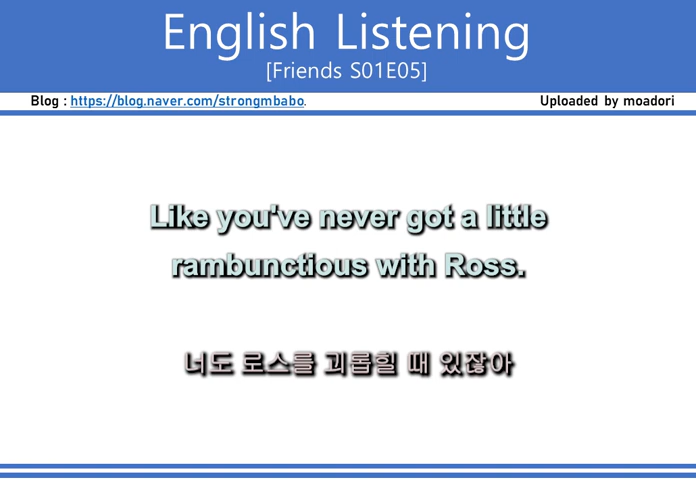 English Listening
[Friends S01E05]
Blog : https://blog.naver.com/strongmbabo. Uploaded by moadori
Like you've never got a little
rambunctious with Ross.
너도 로스를 괴롭힐 때 있잖아